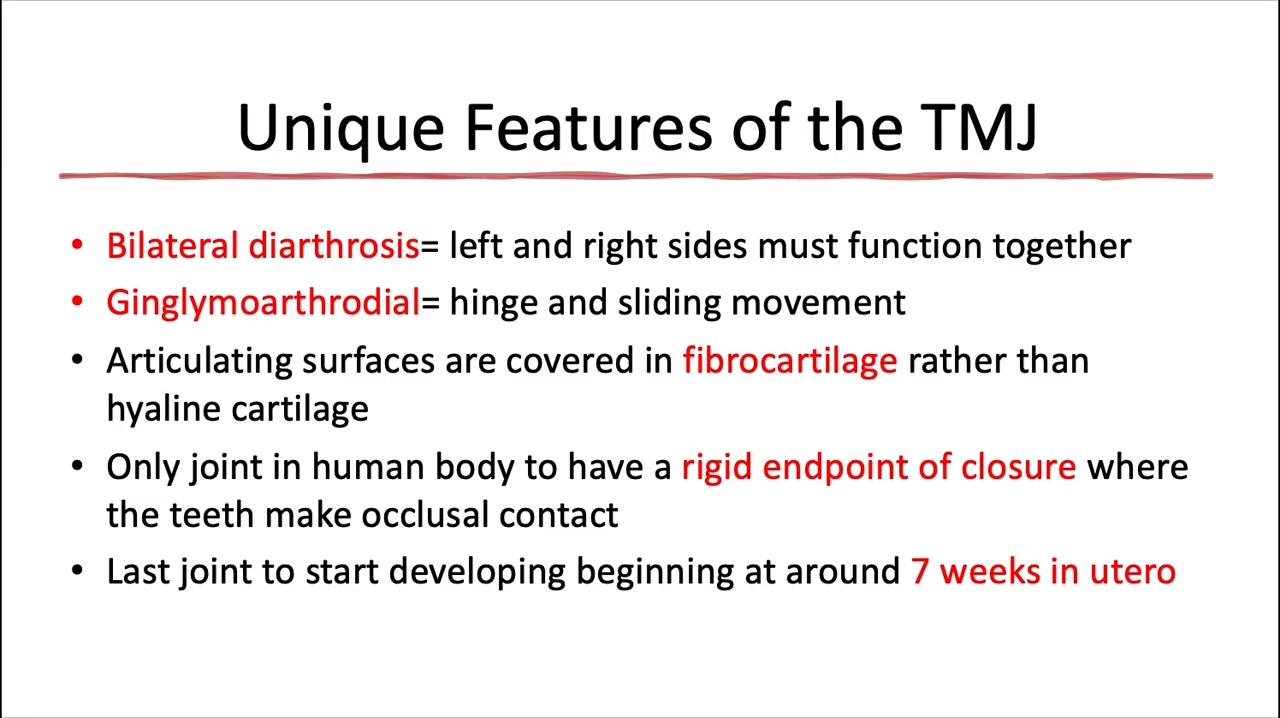 Unique Features of the TMJ
• Bilateral diarthrosis= left and right sides must function together
• Ginglymoarthrodial= hinge and sliding movement
• Articulating surfaces are covered in fibrocartilage rather than
hyaline cartilage
• Only joint in human body to have a rigid endpoint of closure where
the teeth make occlusal contact
• Last joint to start developing beginning at around 7 weeks in utero